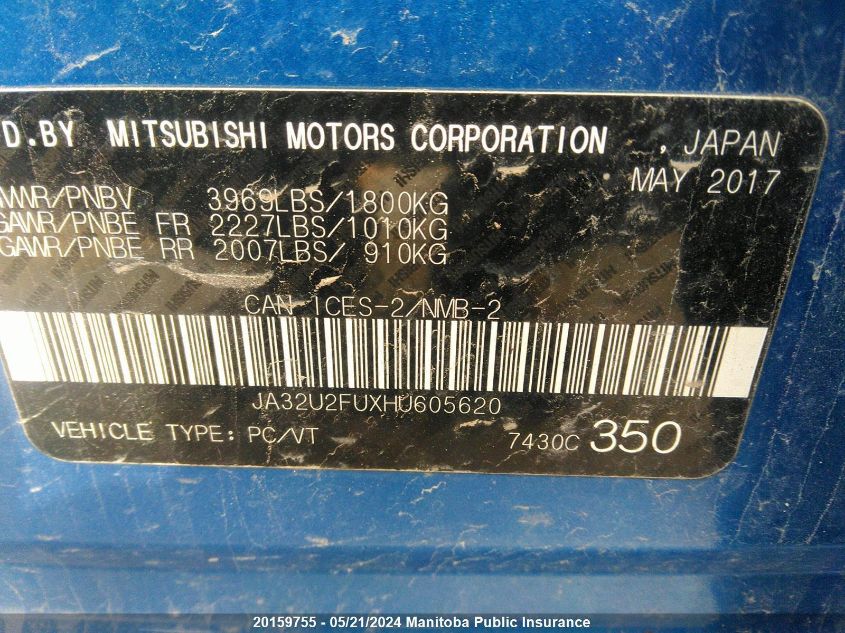 D.BY MITSUBISHI MOTORS CORPORATION , JAPAN
MAY 2017
WR/PNBV 3969LBS/1800KG
GAWR/PNBE FR 2227LBS/1010KG
GAWR/PNBE RR 2007LBS/ 910KG
CAN ICES-2/NMB-2
JA32U2FUXHU605620
VEHICLE TYPE: PC/VT 7430C 350
20159755 - 05/21/2024 Manitoba Public Insurance